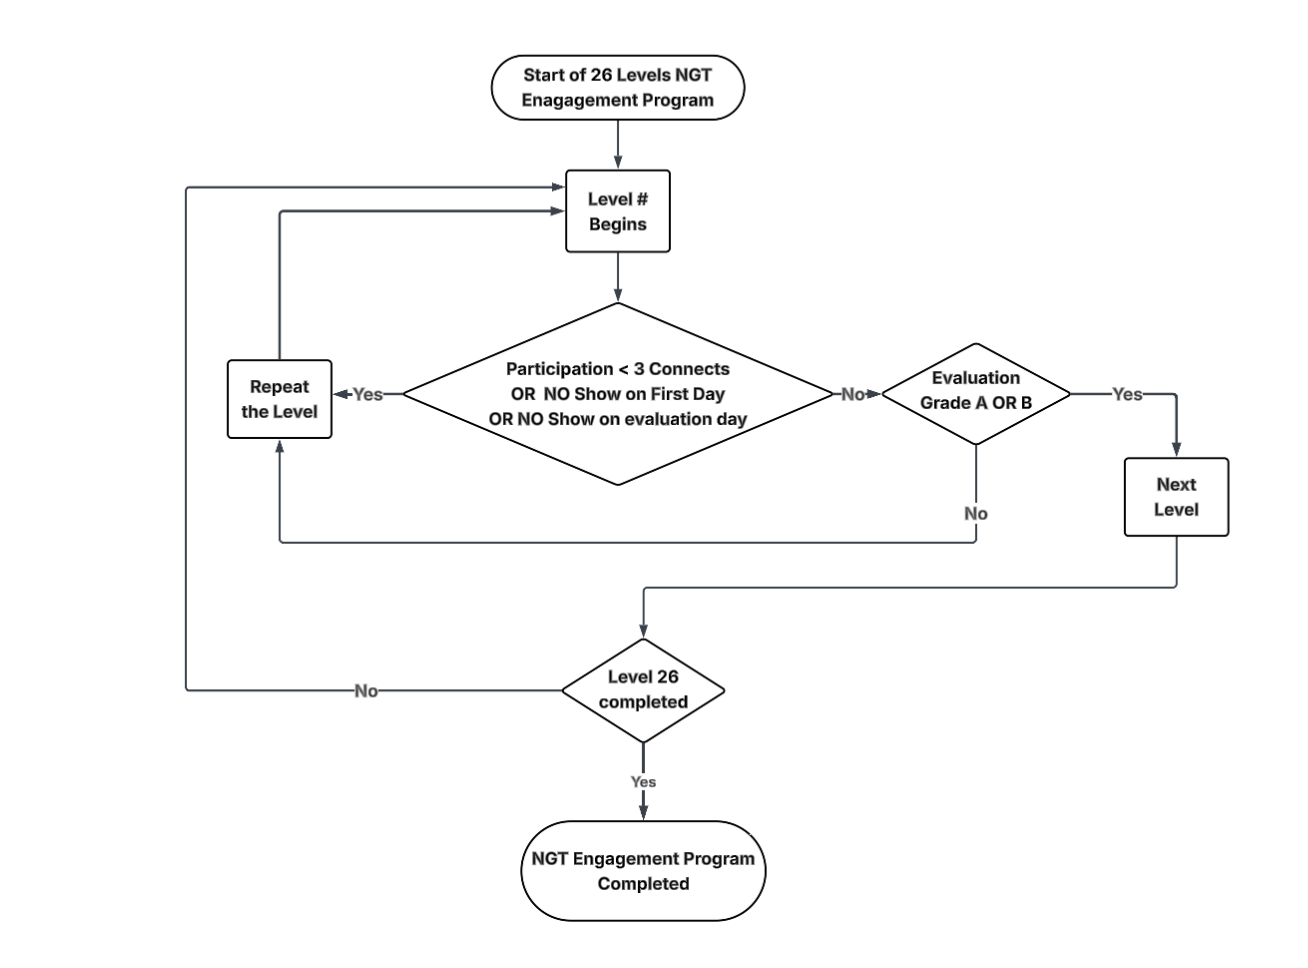 Start of 26 Levels NGT
Enagagement Program
Level #
Begins
Participation < 3 Connects
OR  NO Show on First Day
OR NO Show on evaluation day
Yes
Repeat
the Level
No
Evaluation
Grade A OR B
Yes
Next
Level
No
Level 26
completed
No
Yes
NGT Engagement Program
Completed